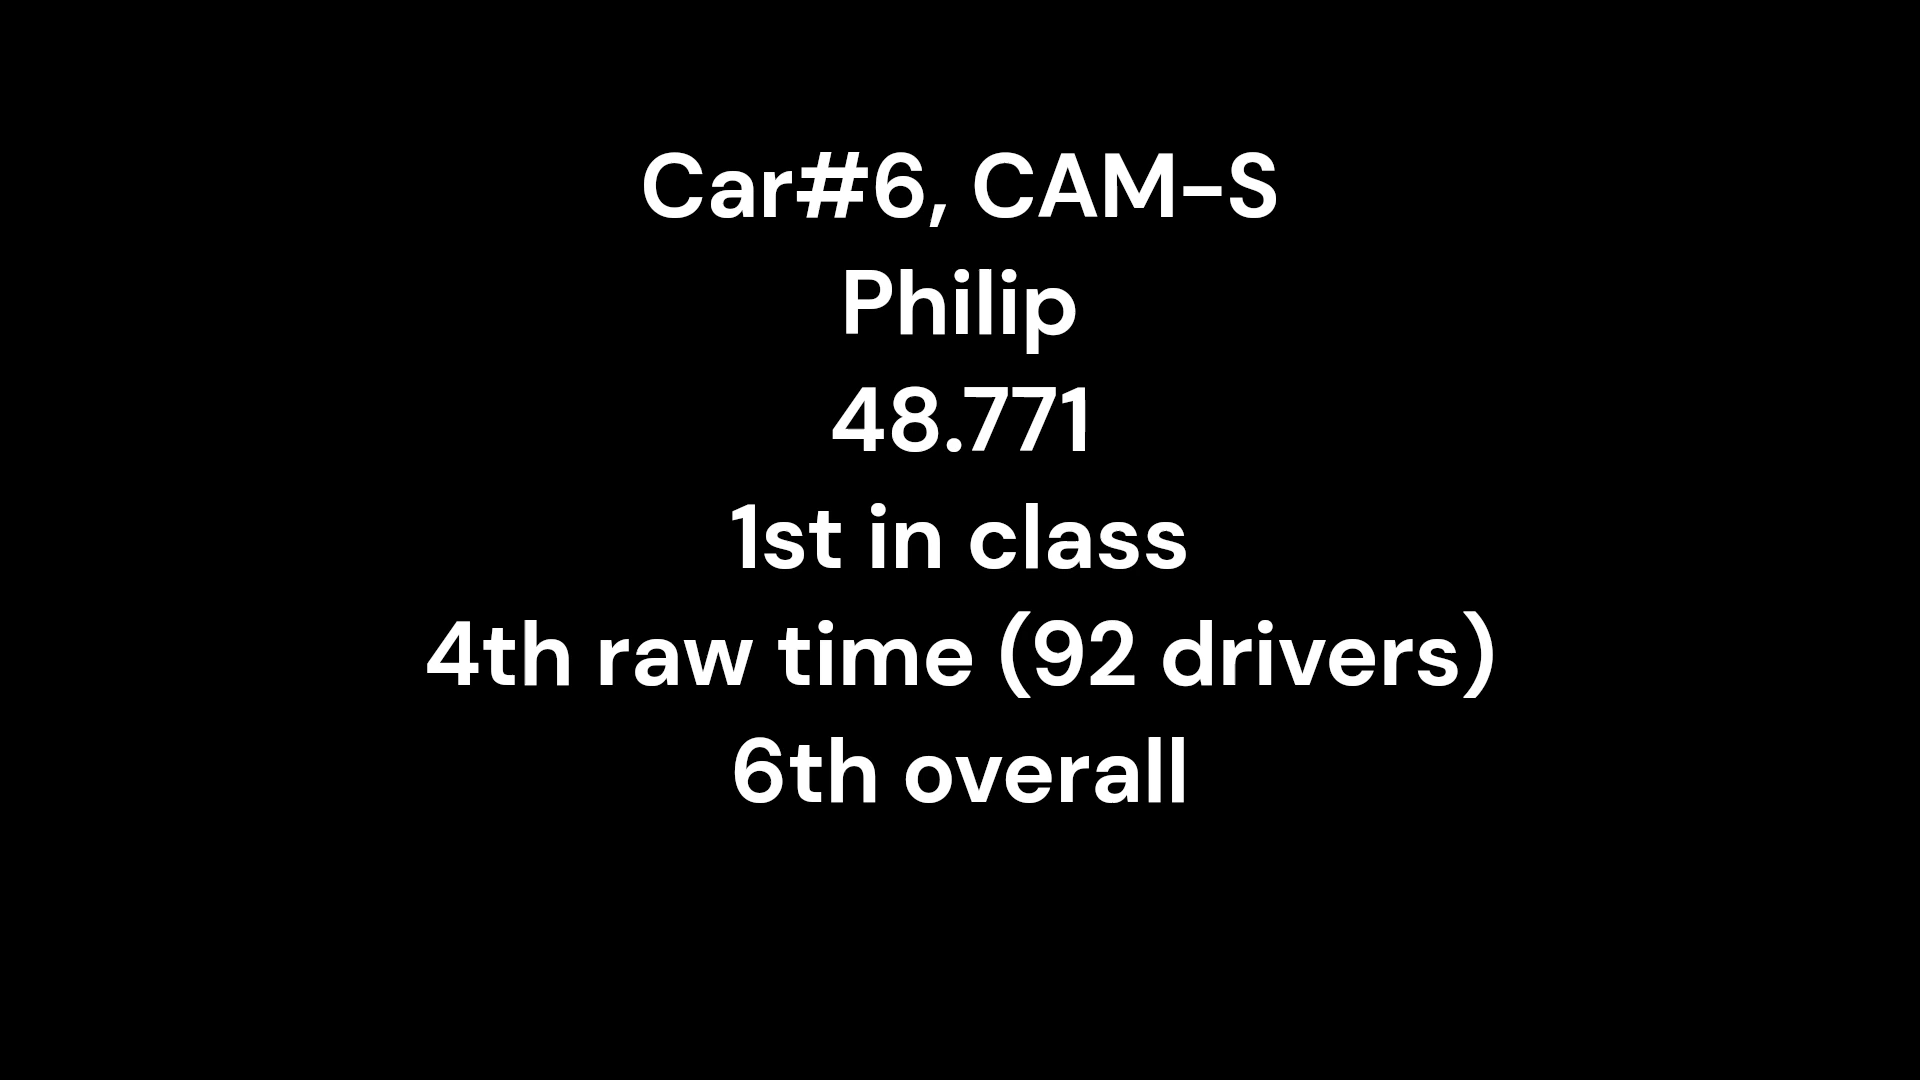 Car#6, CAM-S
Philip
48.771
1st in class
4th raw time (92 drivers)
6th overall